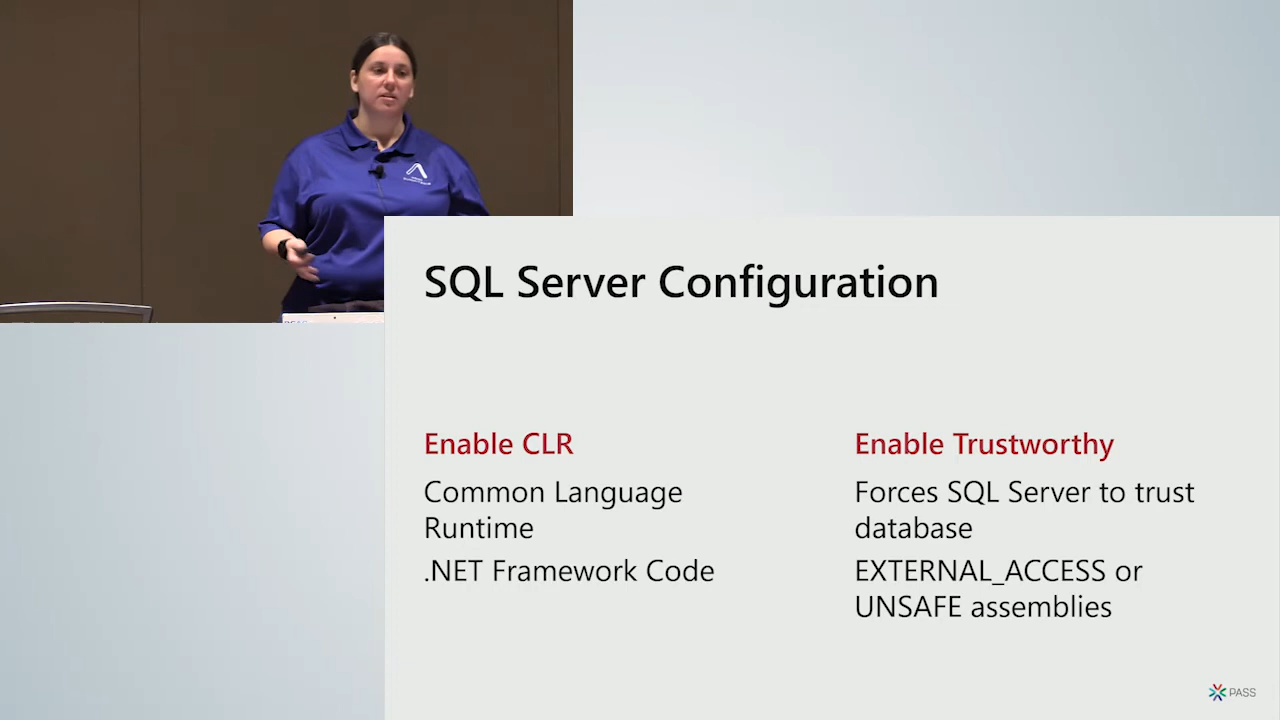 SQL Server Configuration
Enable CLR
Common Language
Runtime
.NET Framework Code
Enable Trustworthy
Forces SQL Server to trust
database
EXTERNAL_ACCESS or
UNSAFE assemblies
PASS